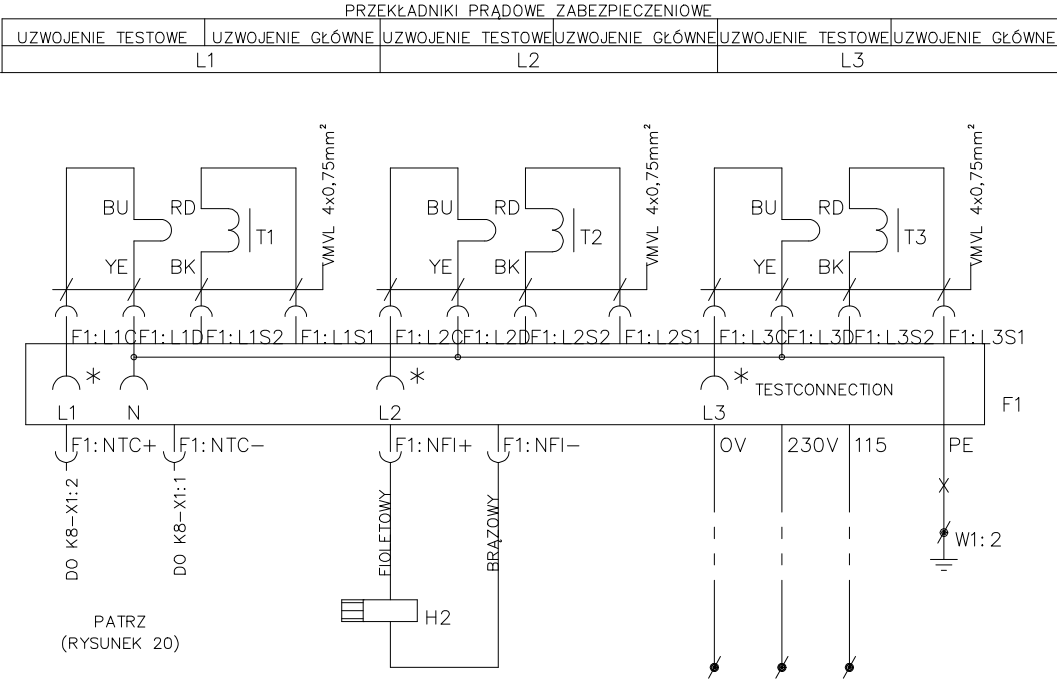 PRZEKŁADNIKI PRĄDOWE ZABEZPIECZENIOWE
UZWOJENIE TESTOWE UZWOJENIE GŁÓWNE UZWOJENIE TESTOWE UZWOJENIE GŁÓWNE UZWOJENIE TESTOWE UZWOJENIE GŁÓWNE
L1 L2 L3
VMVL 4x0,75mm² VMVL 4x0,75mm² VMVL 4x0,75mm²
BU RD BU RD BU RD
T1 T2 T3
YE BK YE BK YE BK
F1:L1C F1:L1D F1:L1S2 F1:L1S1 F1:L2C F1:L2D F1:L2S2 F1:L2S1 F1:L3C F1:L3D F1:L3S2 F1:L3S1
* * * TESTCONNECTION
F1
L1 N L2 L3
F1:NTC+ F1:NTC− F1:NFI+ F1:NFI− 0V 230V 115 PE
DO K8−X1:2 DO K8−X1:1 FIOLETOWY BRĄZOWY
W1:2
H2
PATRZ
(RYSUNEK 20)